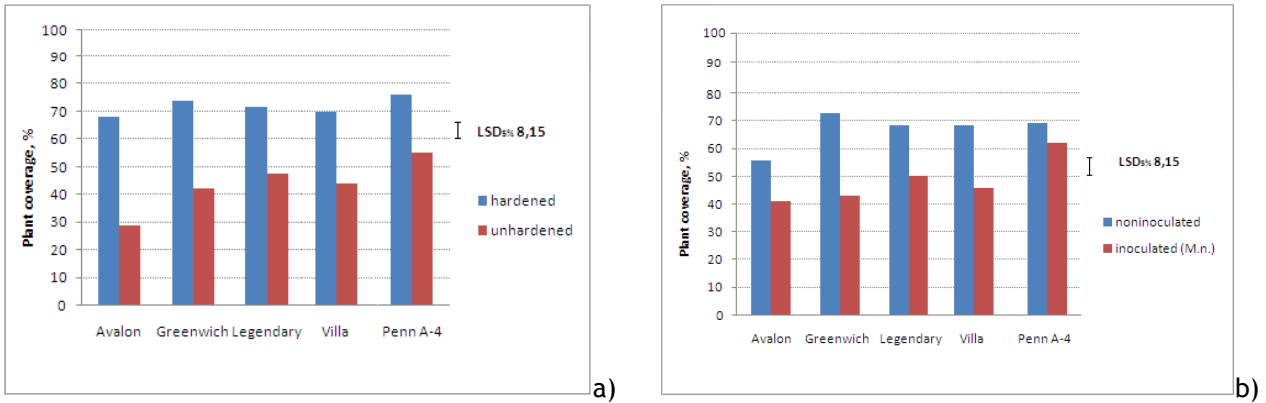 100
90
80
70
60
50
40
30
20
10
0
Plant coverage, %
Avalon Greenwich Legendary Villa Penn A-4
LSD5% 8,15
hardened
unhardened
a)
100
90
80
70
60
50
40
30
20
10
0
Plant coverage, %
Avalon Greenwich Legendary Villa Penn A-4
LSD5% 8,15
noninoculated
inoculated (M.n.)
b)